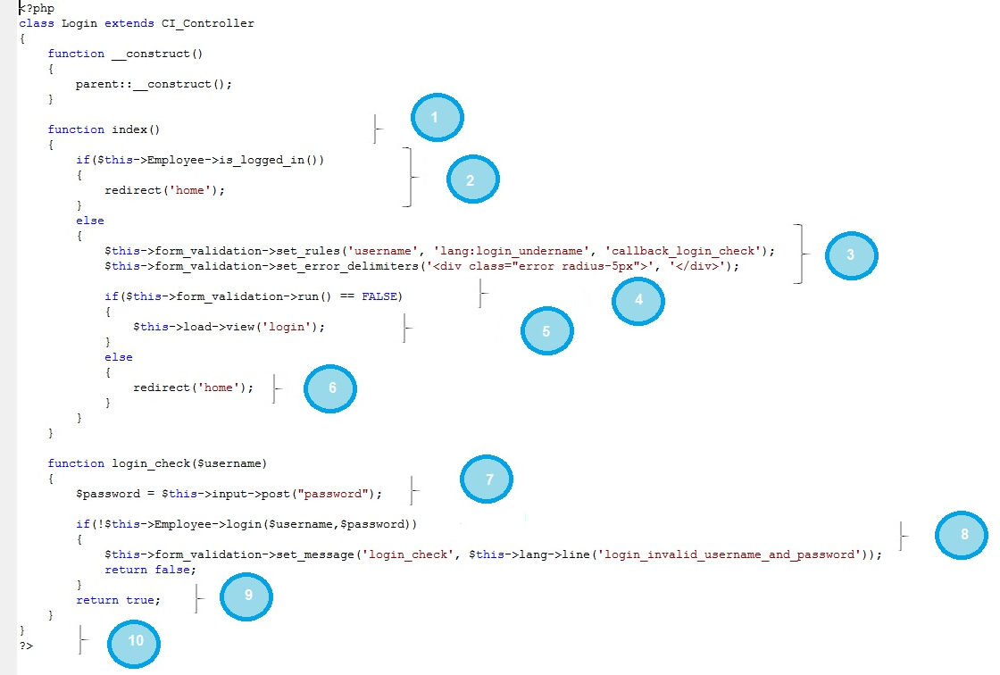 <?php
class Login extends CI_Controller
{
function __construct()
{
parent::__construct();
}
1
function index()
{
if($this->Employee->is_logged_in())
{
2
redirect('home');
}
else
{
$this->form_validation->set_rules('username', 'lang:login_undername', 'callback_login_check');
3
$this->form_validation->set_error_delimiters('<div class="error radius-5px">', '</div>');
if($this->form_validation->run() == FALSE)
4
{
$this->load->view('login');
5
}
else
{
redirect('home');
6
}
}
}
function login_check($username)
{
7
$password = $this->input->post("password");
if(!$this->Employee->login($username,$password))
{
8
$this->form_validation->set_message('login_check', $this->lang->line('login_invalid_username_and_password'));
return false;
}
return true;
9
}
}
?>
10